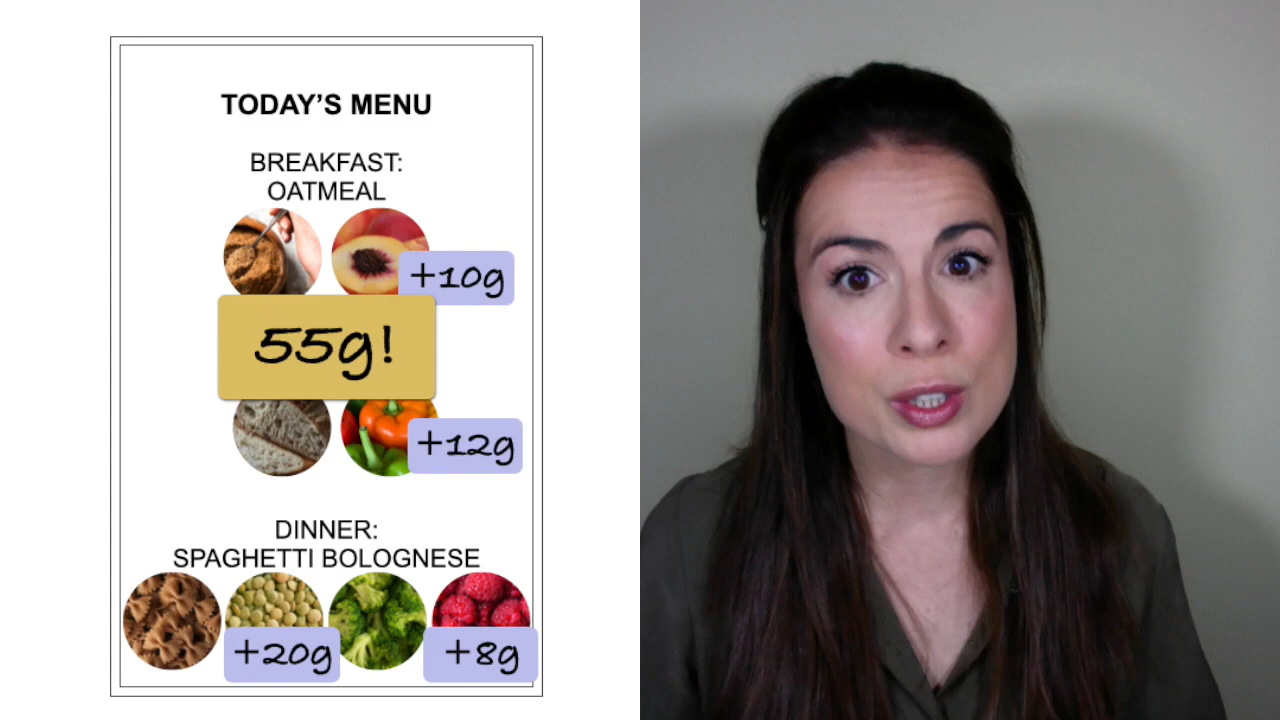 TODAY'S MENU
BREAKFAST:
OATMEAL
+10g
55g!
+12g
DINNER:
SPAGHETTI BOLOGNESE
+20g
+8g